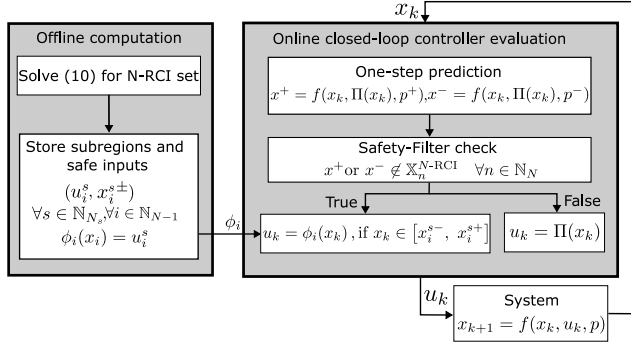 Offline computation
Solve (10) for N-RCI set
Store subregions and
safe inputs
(u_i^s, x_i^{s±})
∀s ∈ ℕ_{N_s}, ∀i ∈ ℕ_{N−1}
ϕ_i(x_i) = u_i^s
ϕ_i
x_k
Online closed-loop controller evaluation
One-step prediction
x^+ = f(x_k, Π(x_k), p^+), x^− = f(x_k, Π(x_k), p^−)
Safety-Filter check
x^+ or x^− ∉ 𝕏_n^{N-RCI} ∀n ∈ ℕ_N
True
False
u_k = ϕ_i(x_k), if x_k ∈ [x_i^{s−}, x_i^{s+}]
u_k = Π(x_k)
u_k
System
x_{k+1} = f(x_k, u_k, p)